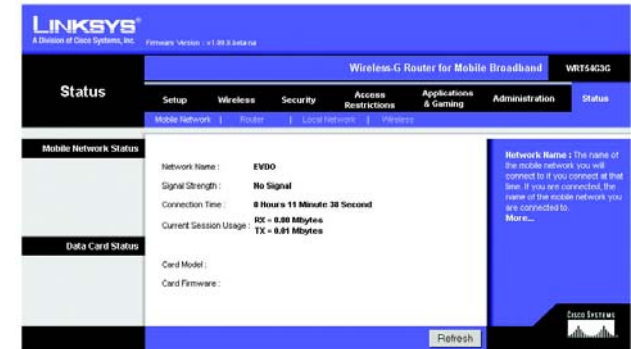 LINKSYS®
A Division of Cisco Systems, Inc.
Firmware Version : v1.99.8.beta-na
Wireless-G Router for Mobile Broadband WRT54G3G
Status
Setup Wireless Security Access Restrictions Applications & Gaming Administration Status
Mobile Network | Router | Local Network | Wireless
Mobile Network Status
Network Name : EVDO
Signal Strength : No Signal
Connection Time : 0 Hours 11 Minute 38 Second
Current Session Usage : RX = 0.00 Mbytes
TX = 0.01 Mbytes
Data Card Status
Card Model :
Card Firmware :
Network Name : The name of
the mobile network you will
connect to if you connect at that
time. If you are connected, the
name of the mobile network you
are connected to.
More...
Refresh
CISCO SYSTEMS